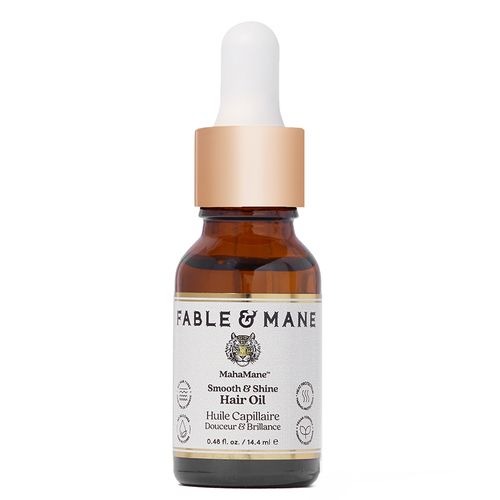 FABLE & MANE
MahaMane™
Smooth & Shine
Hair Oil
Huile Capillaire
Douceur & Brillance
0.48 fl. oz. / 14.4 ml ℮